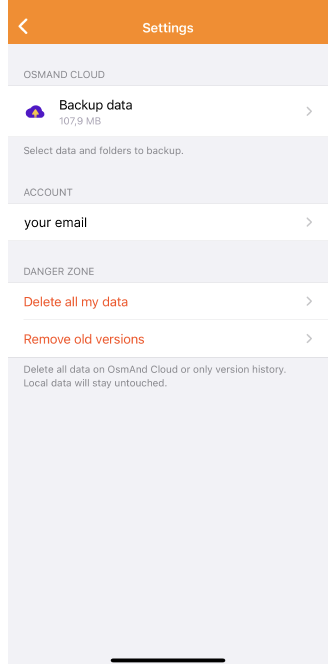 Settings
OSMAND CLOUD
Backup data
107,9 MB
Select data and folders to backup.
ACCOUNT
your email
DANGER ZONE
Delete all my data
Remove old versions
Delete all data on OsmAnd Cloud or only version history.
Local data will stay untouched.